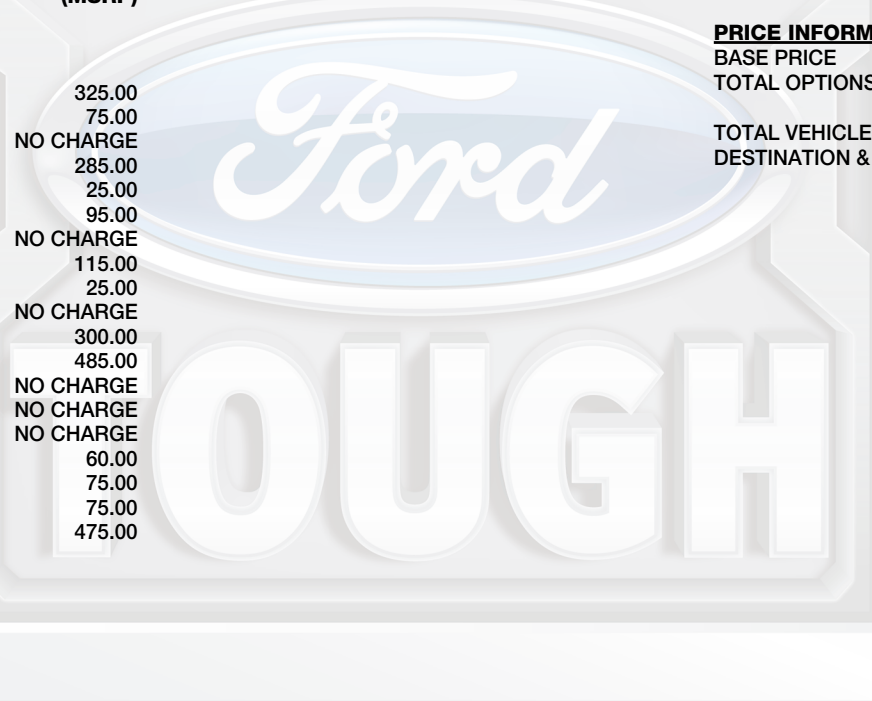 (MSRP)
325.00
75.00
NO CHARGE
285.00
25.00
95.00
NO CHARGE
115.00
25.00
NO CHARGE
300.00
485.00
NO CHARGE
NO CHARGE
NO CHARGE
60.00
75.00
75.00
475.00
PRICE INFORM
BASE PRICE
TOTAL OPTIONS
TOTAL VEHICLE
DESTINATION &
Ford
TOUGH